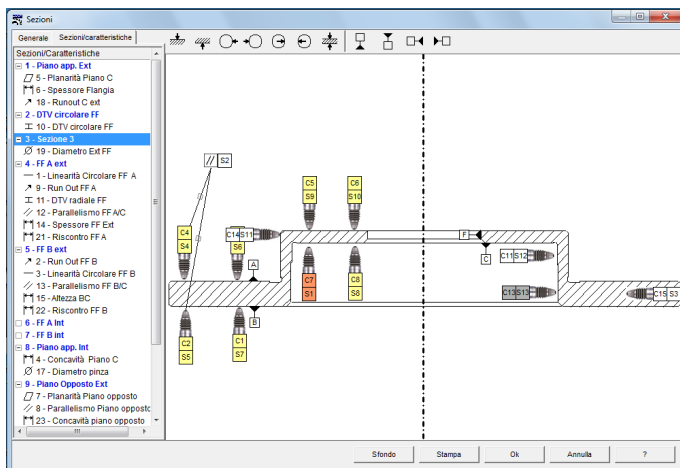 Sezioni
Generale
Sezioni/caratteristiche
Sezioni/Caratteristiche
1 - Piano app. Ext
5 - Planarità Piano C
6 - Spessore Flangia
18 - Runout C ext
2 - DTV circolare FF
10 - DTV circolare FF
3 - Sezione 3
19 - Diametro Ext FF
4 - FF A ext
1 - Linearità Circolare FF A
9 - Run Out FF A
11 - DTV radiale FF
12 - Parallelismo FF A/C
14 - Spessore FF Ext
21 - Riscontro FF A
5 - FF B ext
2 - Run Out FF B
3 - Linearità Circolare FF B
13 - Parallelismo FF B/C
15 - Altezza BC
22 - Riscontro FF B
6 - FF A Int
7 - FF B int
8 - Piano app. Int
4 - Concavità Piano C
17 - Diametro pinza
9 - Piano Opposto Ext
7 - Planarità Piano opposto
8 - Parallelismo Piano opposto
23 - Concavità piano opposto
// S2
C5
S9
C6
S10
C4
S4
C14 S11
S6
F
C
C11 S12
A
C7
S1
C8
S8
C13 S13
C15 S3
B
C2
S5
C1
S7
Sfondo
Stampa
Ok
Annulla
?